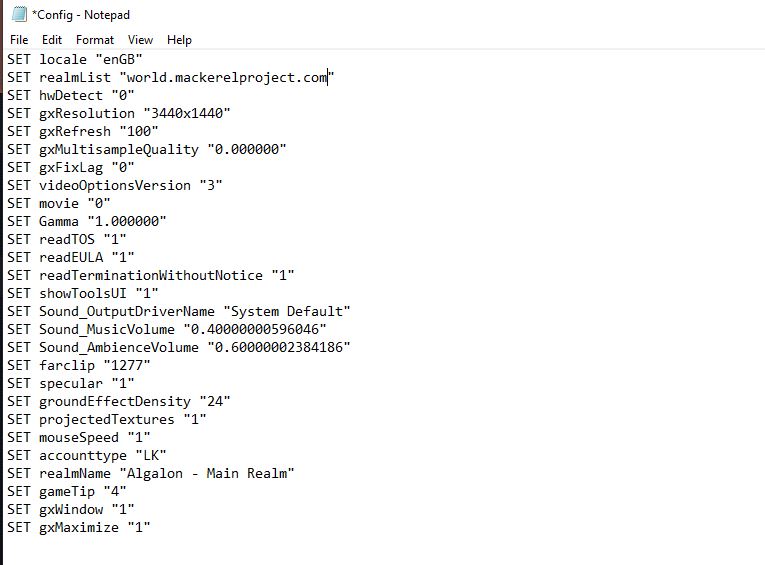 *Config - Notepad
File Edit Format View Help
SET locale "enGB"
SET realmList "world.mackerelproject.com"
SET hwDetect "0"
SET gxResolution "3440x1440"
SET gxRefresh "100"
SET gxMultisampleQuality "0.000000"
SET gxFixLag "0"
SET videoOptionsVersion "3"
SET movie "0"
SET Gamma "1.000000"
SET readTOS "1"
SET readEULA "1"
SET readTerminationWithoutNotice "1"
SET showToolsUI "1"
SET Sound_OutputDriverName "System Default"
SET Sound_MusicVolume "0.40000000596046"
SET Sound_AmbienceVolume "0.60000002384186"
SET farclip "1277"
SET specular "1"
SET groundEffectDensity "24"
SET projectedTextures "1"
SET mouseSpeed "1"
SET accounttype "LK"
SET realmName "Algalon - Main Realm"
SET gameTip "4"
SET gxWindow "1"
SET gxMaximize "1"